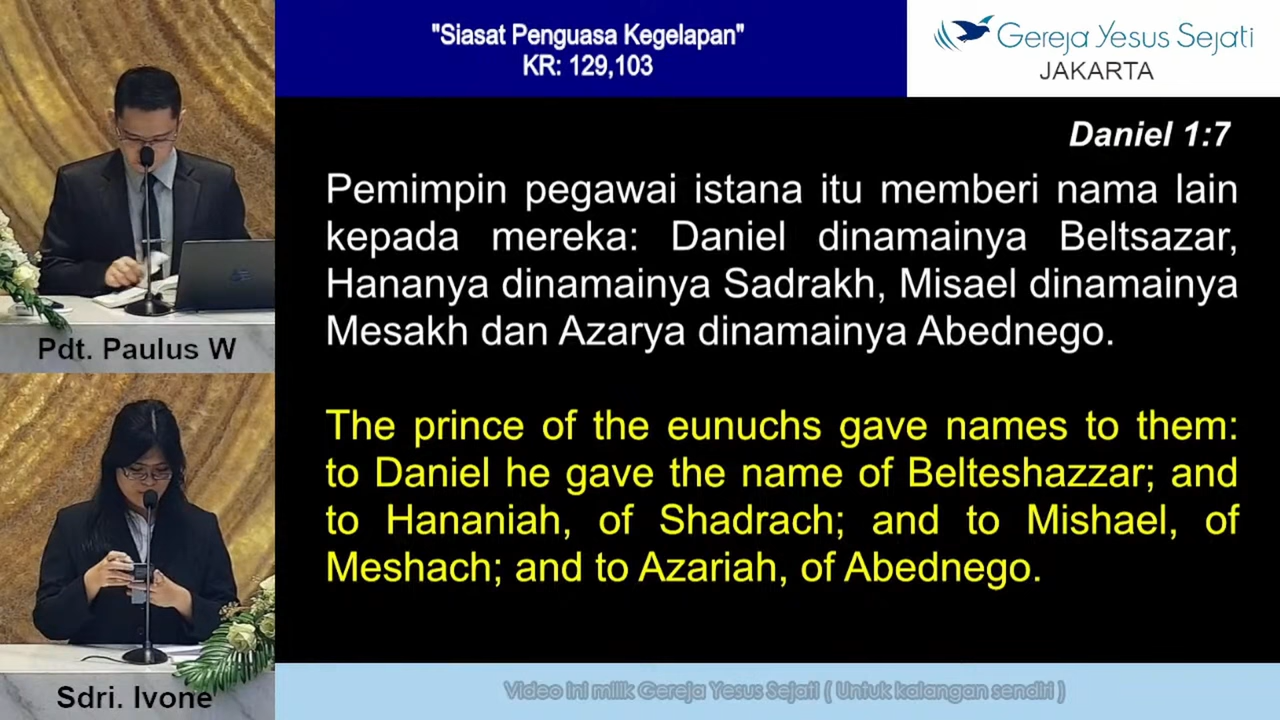 "Siasat Penguasa Kegelapan"
KR: 129,103
Gereja Yesus Sejati
JAKARTA
Daniel 1:7
Pemimpin pegawai istana itu memberi nama lain
kepada mereka: Daniel dinamainya Beltsazar,
Hananya dinamainya Sadrakh, Misael dinamainya
Mesakh dan Azarya dinamainya Abednego.
The prince of the eunuchs gave names to them:
to Daniel he gave the name of Belteshazzar; and
to Hananiah, of Shadrach; and to Mishael, of
Meshach; and to Azariah, of Abednego.
Pdt. Paulus W
Sdri. Ivone
Video ini milik Gereja Yesus Sejati ( Untuk kalangan sendiri )